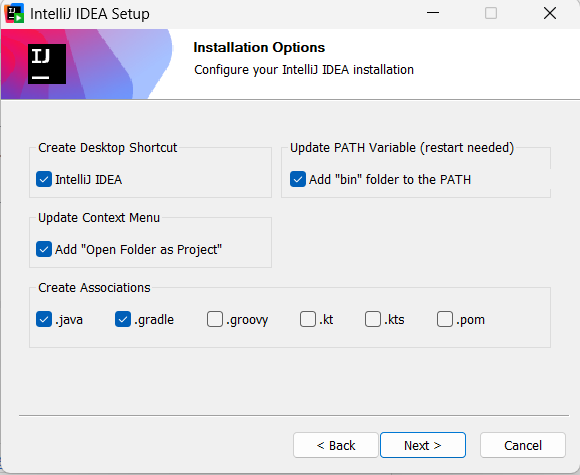 IntelliJ IDEA Setup
IJ
Installation Options
Configure your IntelliJ IDEA installation
Create Desktop Shortcut
IntelliJ IDEA
Update PATH Variable (restart needed)
Add "bin" folder to the PATH
Update Context Menu
Add "Open Folder as Project"
Create Associations
.java .gradle .groovy .kt .kts .pom
< Back Next > Cancel